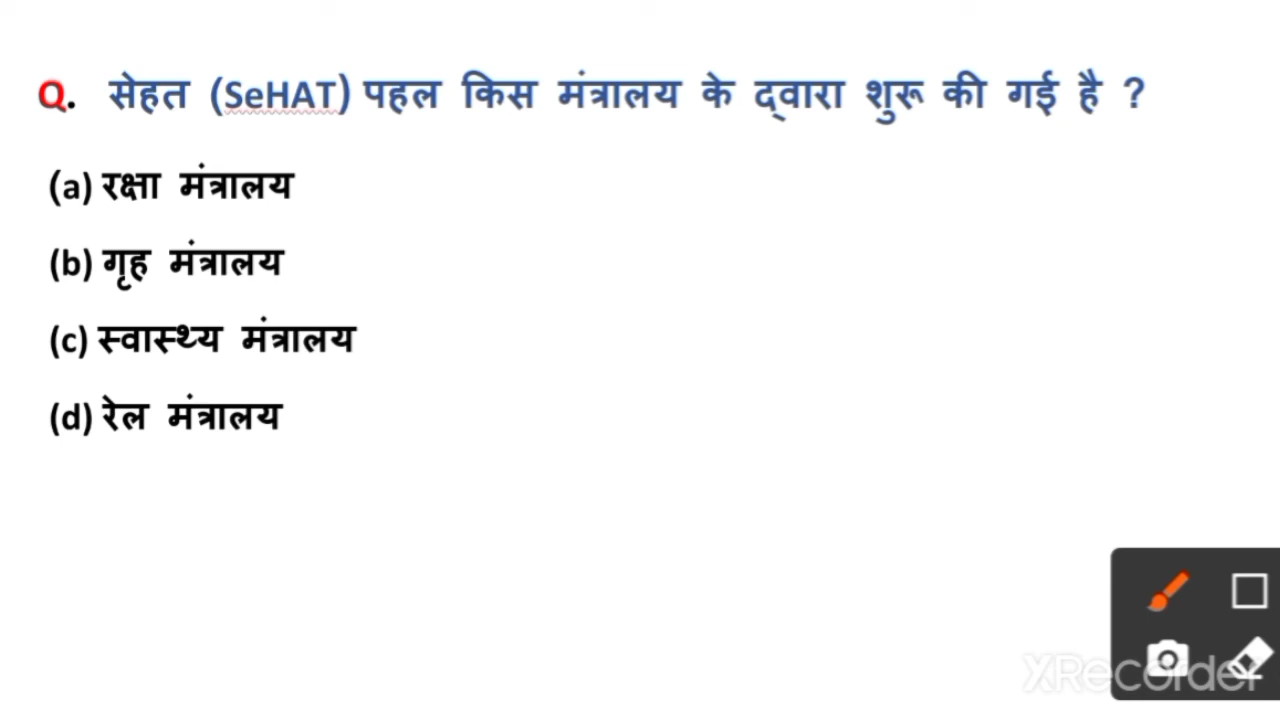 Q. सेहत (SeHAT) पहल किस मंत्रालय के द्वारा शुरू की गई है ?
(a) रक्षा मंत्रालय
(b) गृह मंत्रालय
(c) स्वास्थ्य मंत्रालय
(d) रेल मंत्रालय
XRecorder